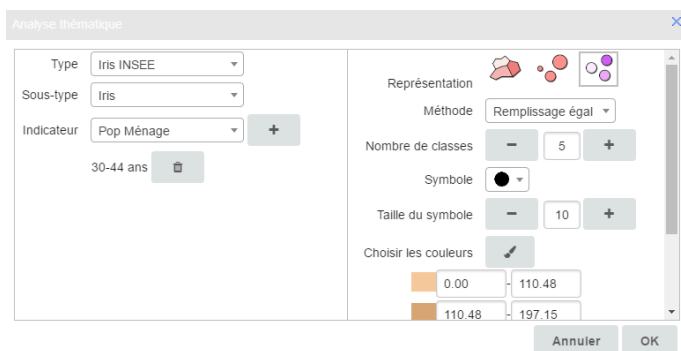 Analyse thématique
Type
Iris INSEE
Sous-type
Iris
Indicateur
Pop Ménage
+
30-44 ans
Représentation
Méthode
Remplissage égal
Nombre de classes
− 5 +
Symbole
Taille du symbole
− 10 +
Choisir les couleurs
0.00 - 110.48
110.48 - 197.15
Annuler OK